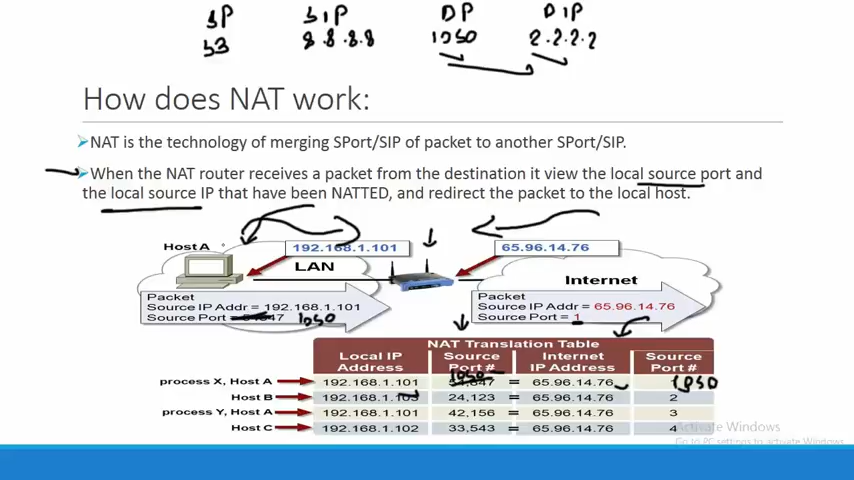 SP SIP DP DIP
53 8.8.8.8 1050 2.2.2.2
How does NAT work:
NAT is the technology of merging SPort/SIP of packet to another SPort/SIP.
When the NAT router receives a packet from the destination it view the local source port and
the local source IP that have been NATTED, and redirect the packet to the local host.
Host A
192.168.1.101
65.96.14.76
LAN
Internet
Packet
Source IP Addr = 192.168.1.101
Source Port = 1050
Packet
Source IP Addr = 65.96.14.76
Source Port = 1
NAT Translation Table
Local IP Address Source Port # Internet IP Address Source Port #
1050
process X, Host A 192.168.1.101 = 65.96.14.76 1050
Host B 192.168.1.103 24,123 = 65.96.14.76 2
process Y, Host A 192.168.1.101 42,156 = 65.96.14.76 3
Host C 192.168.1.102 33,543 = 65.96.14.76 4
Activate Windows
Go to PC settings to activate Windows.